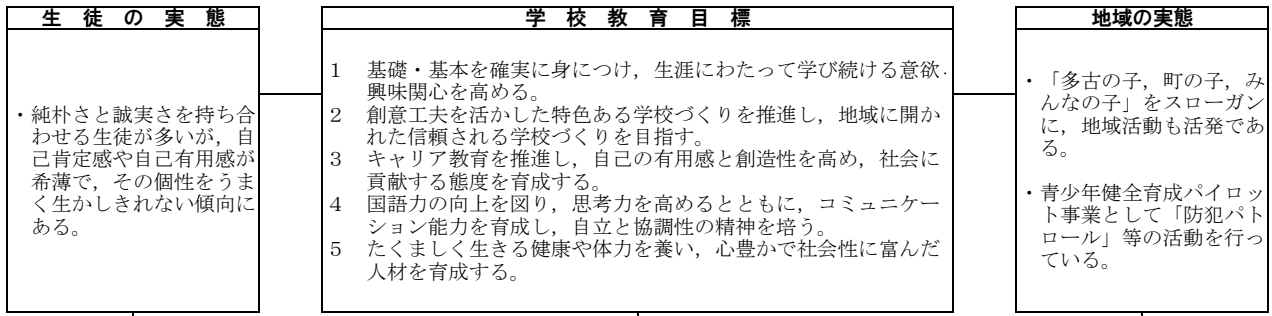 生徒の実態
・純朴さと誠実さを持ち合
わせる生徒が多いが，自
己肯定感や自己有用感が
希薄で，その個性をうま
く生かしきれない傾向に
ある。
学校教育目標
1 基礎・基本を確実に身につけ，生涯にわたって学び続ける意欲・
興味関心を高める。
2 創意工夫を活かした特色ある学校づくりを推進し，地域に開か
れた信頼される学校づくりを目指す。
3 キャリア教育を推進し，自己の有用感と創造性を高め，社会に
貢献する態度を育成する。
4 国語力の向上を図り，思考力を高めるとともに，コミュニケー
ション能力を育成し，自立と協調性の精神を培う。
5 たくましく生きる健康や体力を養い，心豊かで社会性に富んだ
人材を育成する。
地域の実態
・「多古の子，町の子，み
んなの子」をスローガン
に，地域活動も活発であ
る。
・青少年健全育成パイロッ
ト事業として「防犯パト
ロール」等の活動を行っ
ている。